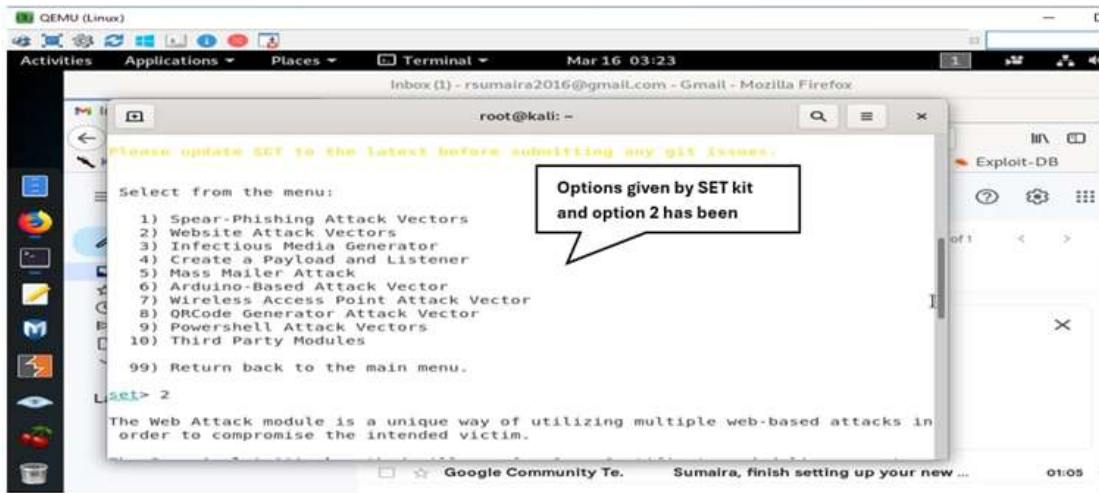 QEMU (Linux)
Activities Applications Places Terminal Mar 16 03:23 1
Inbox (1) - rsumaira2016@gmail.com - Gmail - Mozilla Firefox
root@kali: ~
Please update SET to the latest before submitting any git issues.
Exploit-DB
Select from the menu:
Options given by SET kit
and option 2 has been
1) Spear-Phishing Attack Vectors
2) Website Attack Vectors
3) Infectious Media Generator
4) Create a Payload and Listener
5) Mass Mailer Attack
6) Arduino-Based Attack Vector
7) Wireless Access Point Attack Vector
8) QRCode Generator Attack Vector
9) Powershell Attack Vectors
10) Third Party Modules
of 1
99) Return back to the main menu.
set> 2
The Web Attack module is a unique way of utilizing multiple web-based attacks in
order to compromise the intended victim.
Google Community Te. Sumaira, finish setting up your new ... 01:05